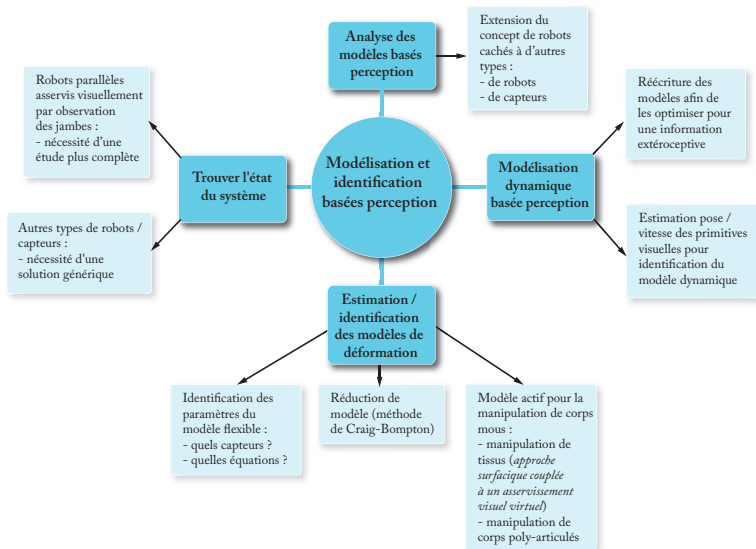 Analyse des
modèles basés
perception
Extension du
concept de robots
cachés à d'autres
types :
- de robots
- de capteurs
Robots parallèles
asservis visuellement
par observation
des jambes :
- nécessité d'une
étude plus complète
Réécriture des
modèles afin de
les optimiser pour
une information
extéroceptive
Trouver l'état
du système
Modélisation et
identification
basées perception
Modélisation
dynamique
basée perception
Autres types de robots /
capteurs :
- nécessité d'une
solution générique
Estimation pose /
vitesse des primitives
visuelles pour
identification du
modèle dynamique
Estimation /
identification
des modèles de
déformation
Identification des
paramètres du
modèle flexible :
- quels capteurs ?
- quelles équations ?
Réduction de
modèle (méthode
de Craig-Bompton)
Modèle actif pour la
manipulation de corps
mous :
- manipulation de
tissus (approche
surfacique couplée
à un asservissement
visuel virtuel)
- manipulation de
corps poly-articulés